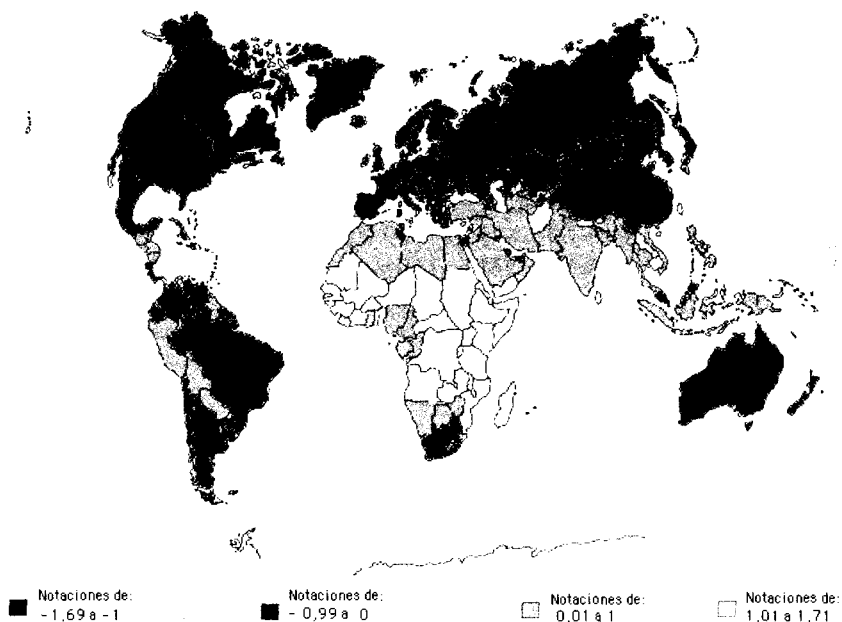 Notaciones de:
-1,69 a -1
Notaciones de:
- 0,99 a 0
Notaciones de:
0,01 a 1
Notaciones de:
1,01 a 1,71